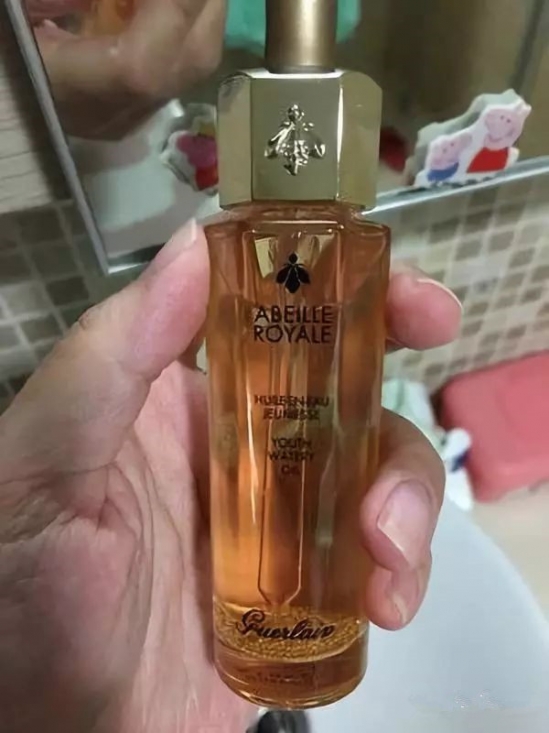 ABEILLE
ROYALE
HUILE-EN-EAU
JEUNESSE
YOUTH
WATERY
OIL
Guerlain